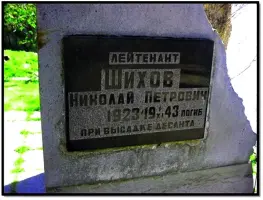 ЛЕЙТЕНАНТ
ШИХОВ
НИКОЛАЙ ПЕТРОВИЧ
1923-1943 ПОГИБ
ПРИ ВЫСАДКЕ ДЕСАНТА